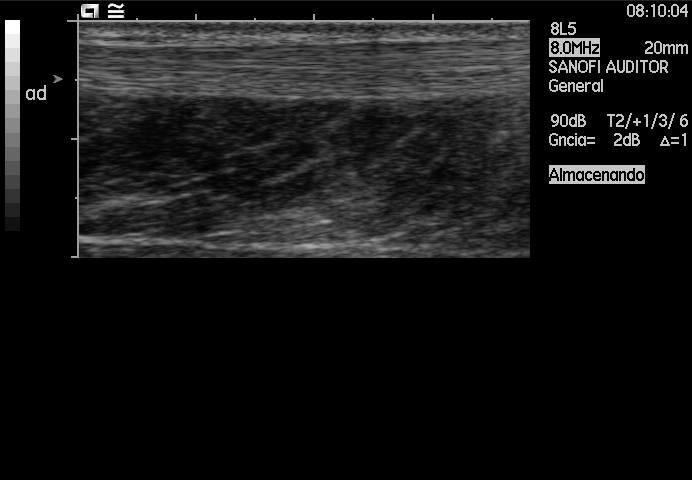 08:10:04
8L5
8.0MHz 20mm
SANOFI AUDITOR
General
ad
90dB T2/+1/3/ 6
Gncia= 2dB Δ=1
Almacenando